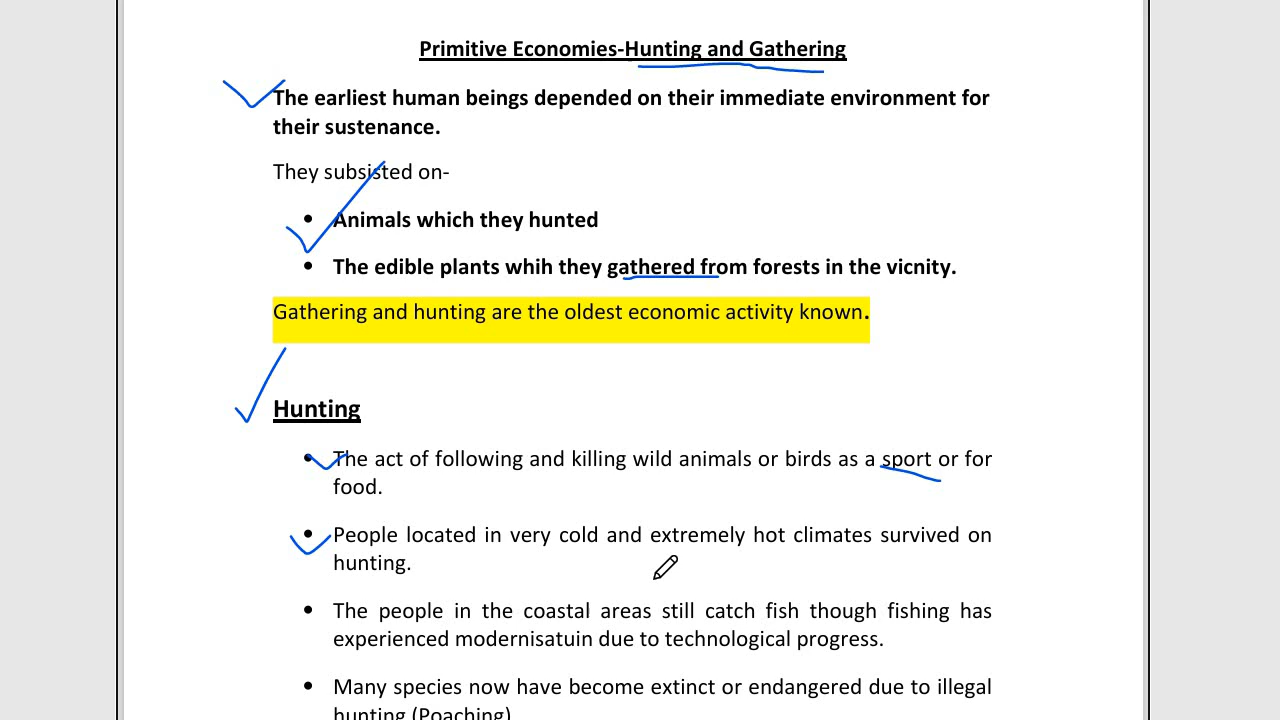 Primitive Economies-Hunting and Gathering
The earliest human beings depended on their immediate environment for
their sustenance.
They subsisted on-
• Animals which they hunted
• The edible plants whih they gathered from forests in the vicnity.
Gathering and hunting are the oldest economic activity known.
Hunting
• The act of following and killing wild animals or birds as a sport or for
food.
• People located in very cold and extremely hot climates survived on
hunting.
• The people in the coastal areas still catch fish though fishing has
experienced modernisatuin due to technological progress.
• Many species now have become extinct or endangered due to illegal
hunting (Poaching)